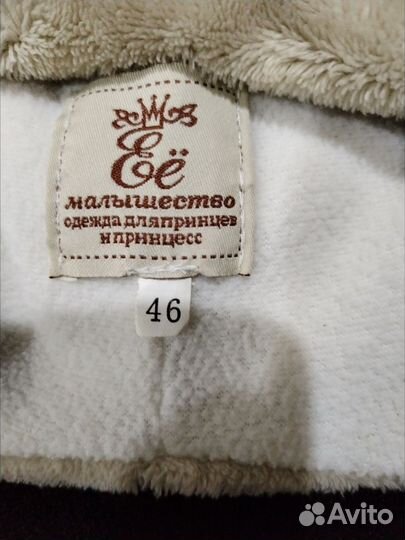 Её
малышество
одежда для принцев
и принцесс
46
Avito